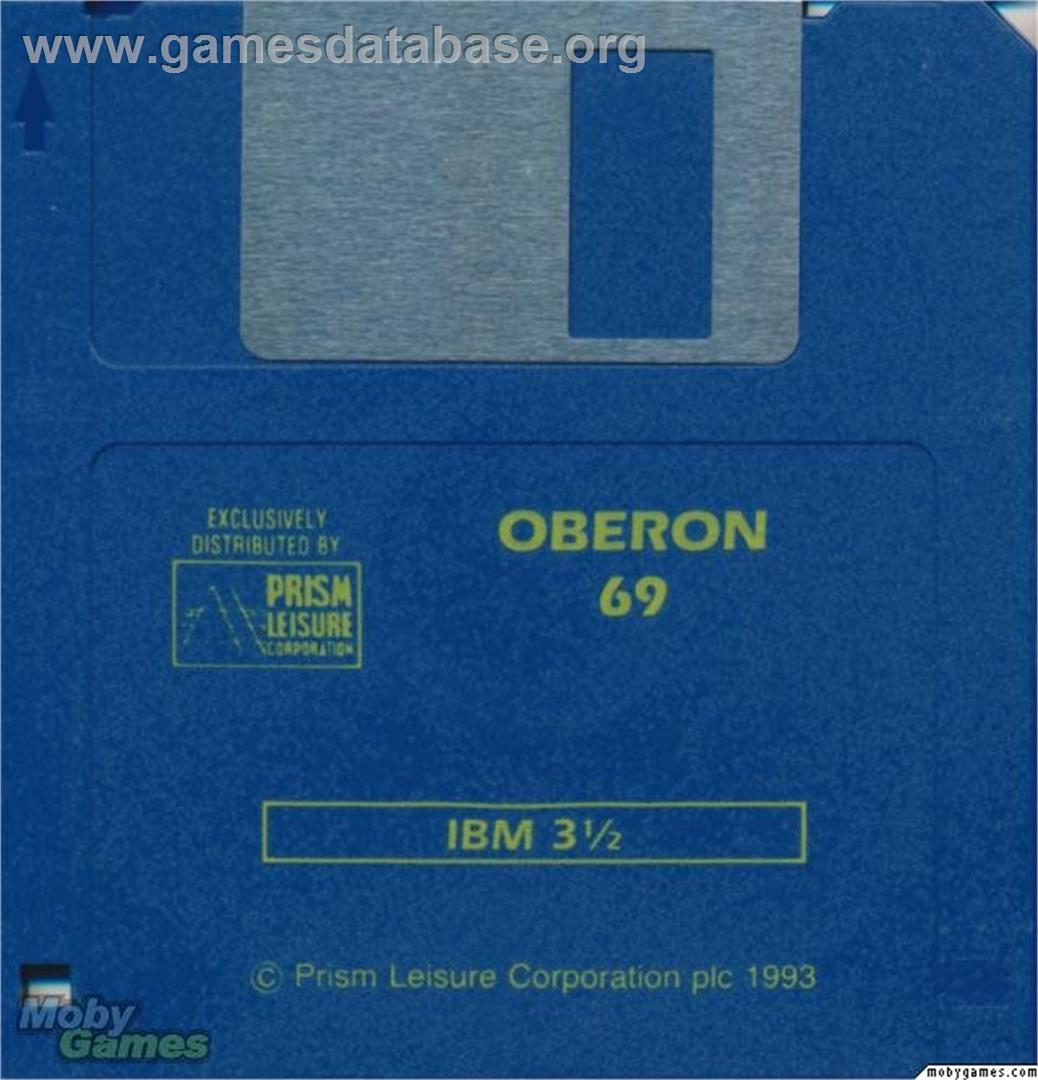 www.gamesdatabase.org
EXCLUSIVELY
DISTRIBUTED BY
PRISM
LEISURE
CORPORATION
OBERON
69
IBM 3½
© Prism Leisure Corporation plc 1993
Moby
Games
mobygames.com